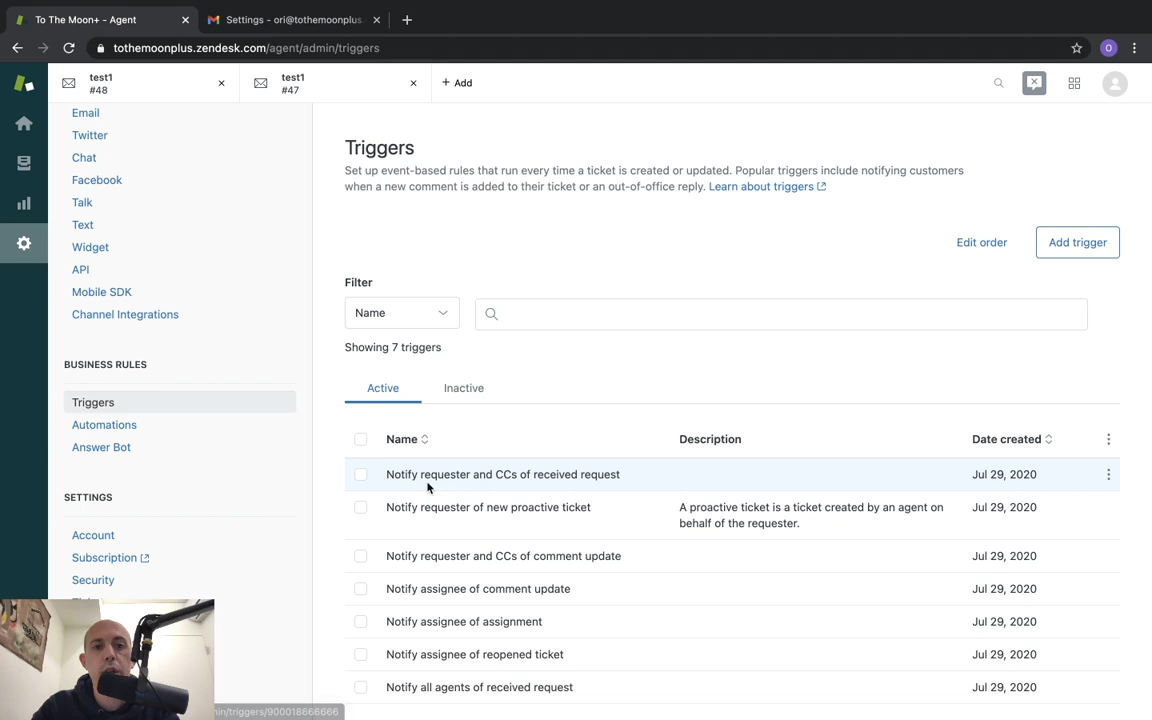 To The Moon+ - Agent
Settings - ori@tothemoonplus.
tothemoonplus.zendesk.com/agent/admin/triggers
O
test1
#48
test1
#47
+ Add
Email
Twitter
Chat
Facebook
Talk
Text
Widget
API
Mobile SDK
Channel Integrations
BUSINESS RULES
Triggers
Automations
Answer Bot
SETTINGS
Account
Subscription
Security
Triggers
Set up event-based rules that run every time a ticket is created or updated. Popular triggers include notifying customers
when a new comment is added to their ticket or an out-of-office reply. Learn about triggers
Edit order
Add trigger
Filter
Name
Showing 7 triggers
Active
Inactive
Name
Description
Date created
Notify requester and CCs of received request
Jul 29, 2020
Notify requester of new proactive ticket
A proactive ticket is a ticket created by an agent on
behalf of the requester.
Jul 29, 2020
Notify requester and CCs of comment update
Jul 29, 2020
Notify assignee of comment update
Jul 29, 2020
Notify assignee of assignment
Jul 29, 2020
Notify assignee of reopened ticket
Jul 29, 2020
Notify all agents of received request
Jul 29, 2020
in/triggers/900018666666